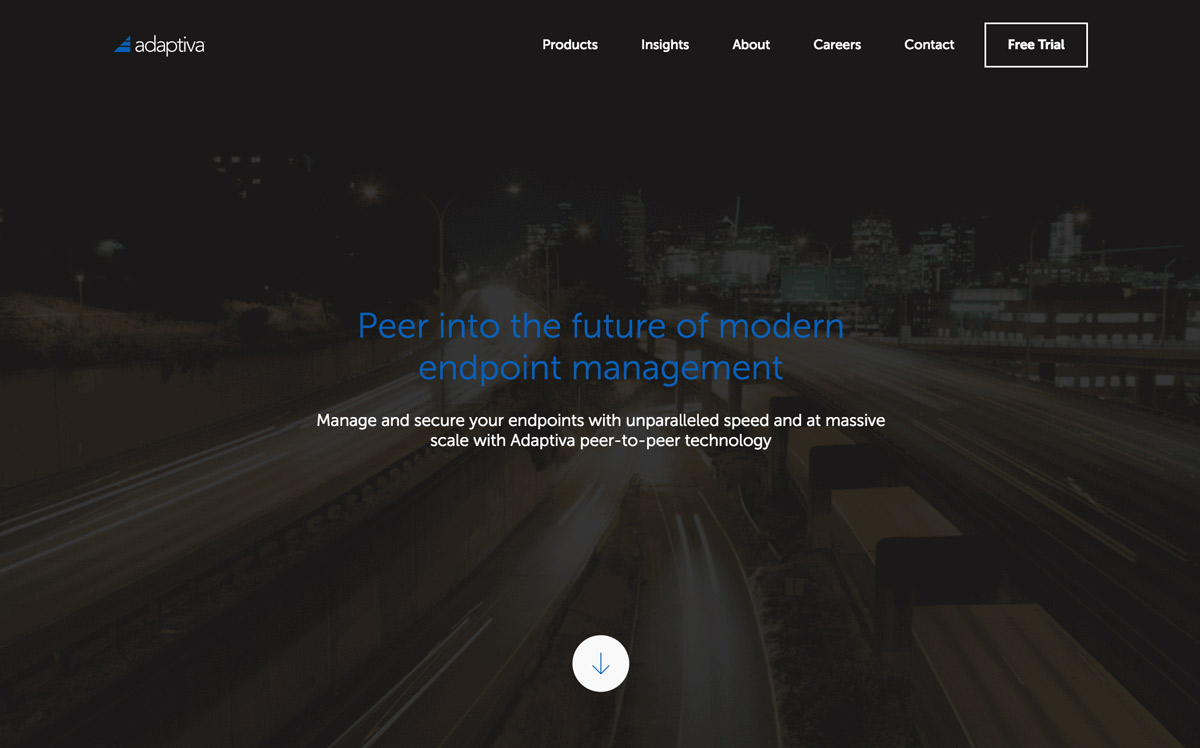 adaptiva
Products
Insights
About
Careers
Contact
Free Trial
Peer into the future of modern
endpoint management
Manage and secure your endpoints with unparalleled speed and at massive
scale with Adaptiva peer-to-peer technology